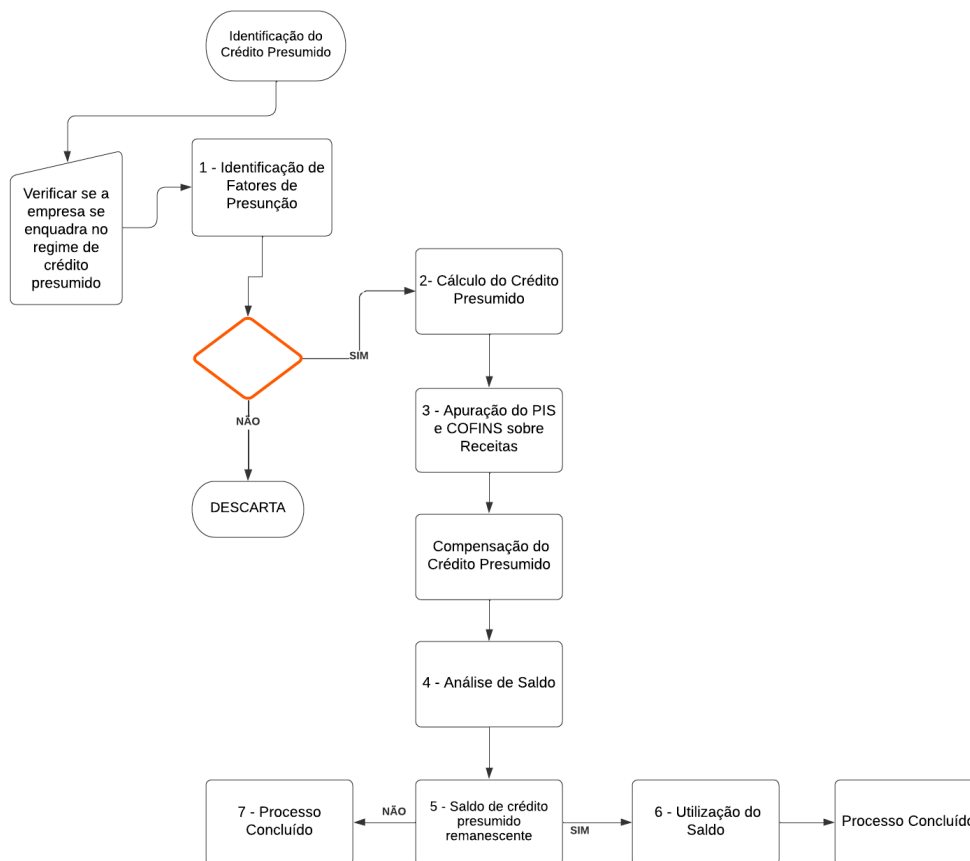 Identificação do
Crédito Presumido
Verificar se a
empresa se
enquadra no
regime de
crédito
presumido
1 - Identificação de
Fatores de
Presunção
2- Cálculo do Crédito
Presumido
SIM
NÃO
DESCARTA
3 - Apuração do PIS
e COFINS sobre
Receitas
Compensação do
Crédito Presumido
4 - Análise de Saldo
7 - Processo
Concluído
NÃO
5 - Saldo de crédito
presumido
remanescente
SIM
6 - Utilização do
Saldo
Processo Concluído